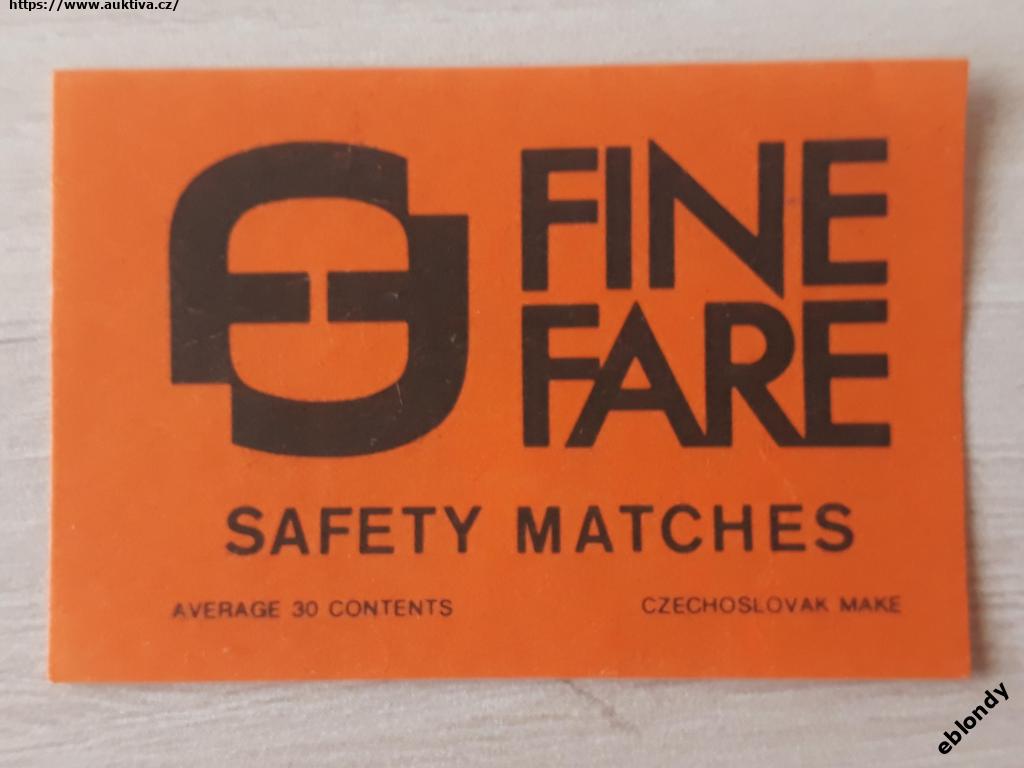 https://www.auktiva.cz/
FINE
FARE
SAFETY MATCHES
AVERAGE 30 CONTENTS
CZECHOSLOVAK MAKE
eblondy